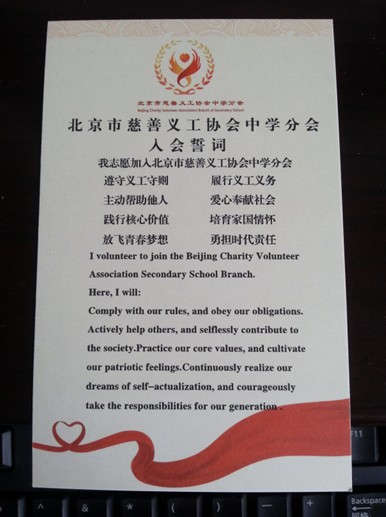 北京市慈善义工协会中学分会
Beijing Charity Volunteer Association Branch of Secondary School
北京市慈善义工协会中学分会
入会誓词
我志愿加入北京市慈善义工协会中学分会
遵守义工守则 履行义工义务
主动帮助他人 爱心奉献社会
践行核心价值 培育家国情怀
放飞青春梦想 勇担时代责任
I volunteer to join the Beijing Charity Volunteer
Association Secondary School Branch.
Here, I will:
Comply with our rules, and obey our obligations.
Actively help others, and selflessly contribute to
the society.Practice our core values, and cultivate
our patriotic feelings.Continuously realize our
dreams of self-actualization, and courageously
take the responsibilities for our generation .
F11
Backspace